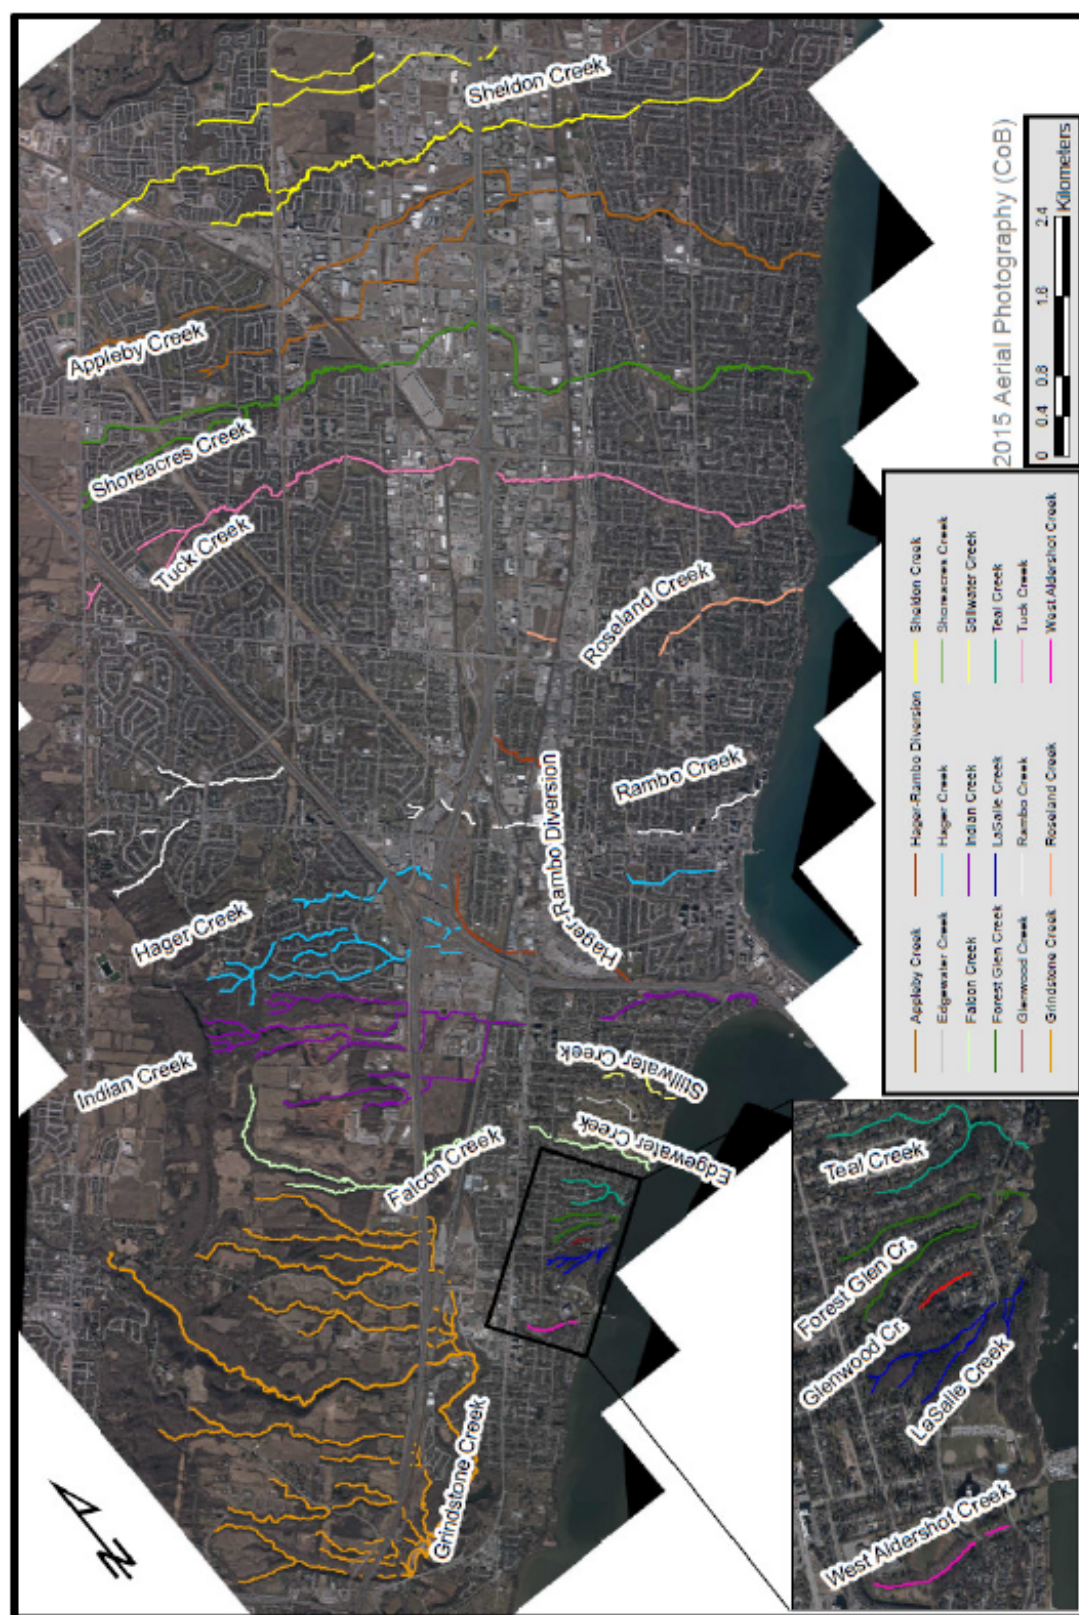 Sheldon Creek
Appleby Creek
Shoreacres Creek
Tuck Creek
Roseland Creek
Rambo Creek
Hager-Rambo Diversion
Hager Creek
Indian Creek
Stillwater Creek
Edgewater Creek
Falcon Creek
Grindstone Creek
N
2015 Aerial Photography (CoB)
0 0.4 0.8 1.6 2.4
Kilometers
Appleby Creek
Edgewater Creek
Falcon Creek
Forest Glen Creek
Glenwood Creek
Grindstone Creek
Hager-Rambo Diversion
Hager Creek
Indian Creek
LaSalle Creek
Rambo Creek
Roseland Creek
Sheldon Creek
Shoreacres Creek
Stillwater Creek
Teal Creek
Tuck Creek
West Aldershot Creek
Teal Creek
Forest Glen Cr.
Glenwood Cr.
LaSalle Creek
West Aldershot Creek